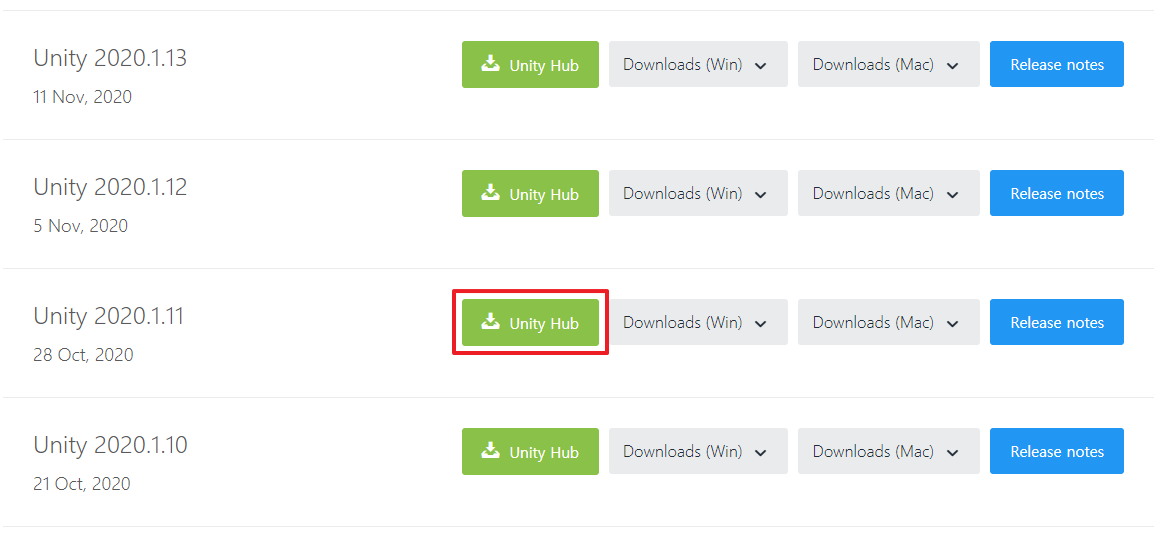 Unity 2020.1.13
Unity Hub
Downloads (Win)
Downloads (Mac)
Release notes
11 Nov, 2020
Unity 2020.1.12
Unity Hub
Downloads (Win)
Downloads (Mac)
Release notes
5 Nov, 2020
Unity 2020.1.11
Unity Hub
Downloads (Win)
Downloads (Mac)
Release notes
28 Oct, 2020
Unity 2020.1.10
Unity Hub
Downloads (Win)
Downloads (Mac)
Release notes
21 Oct, 2020